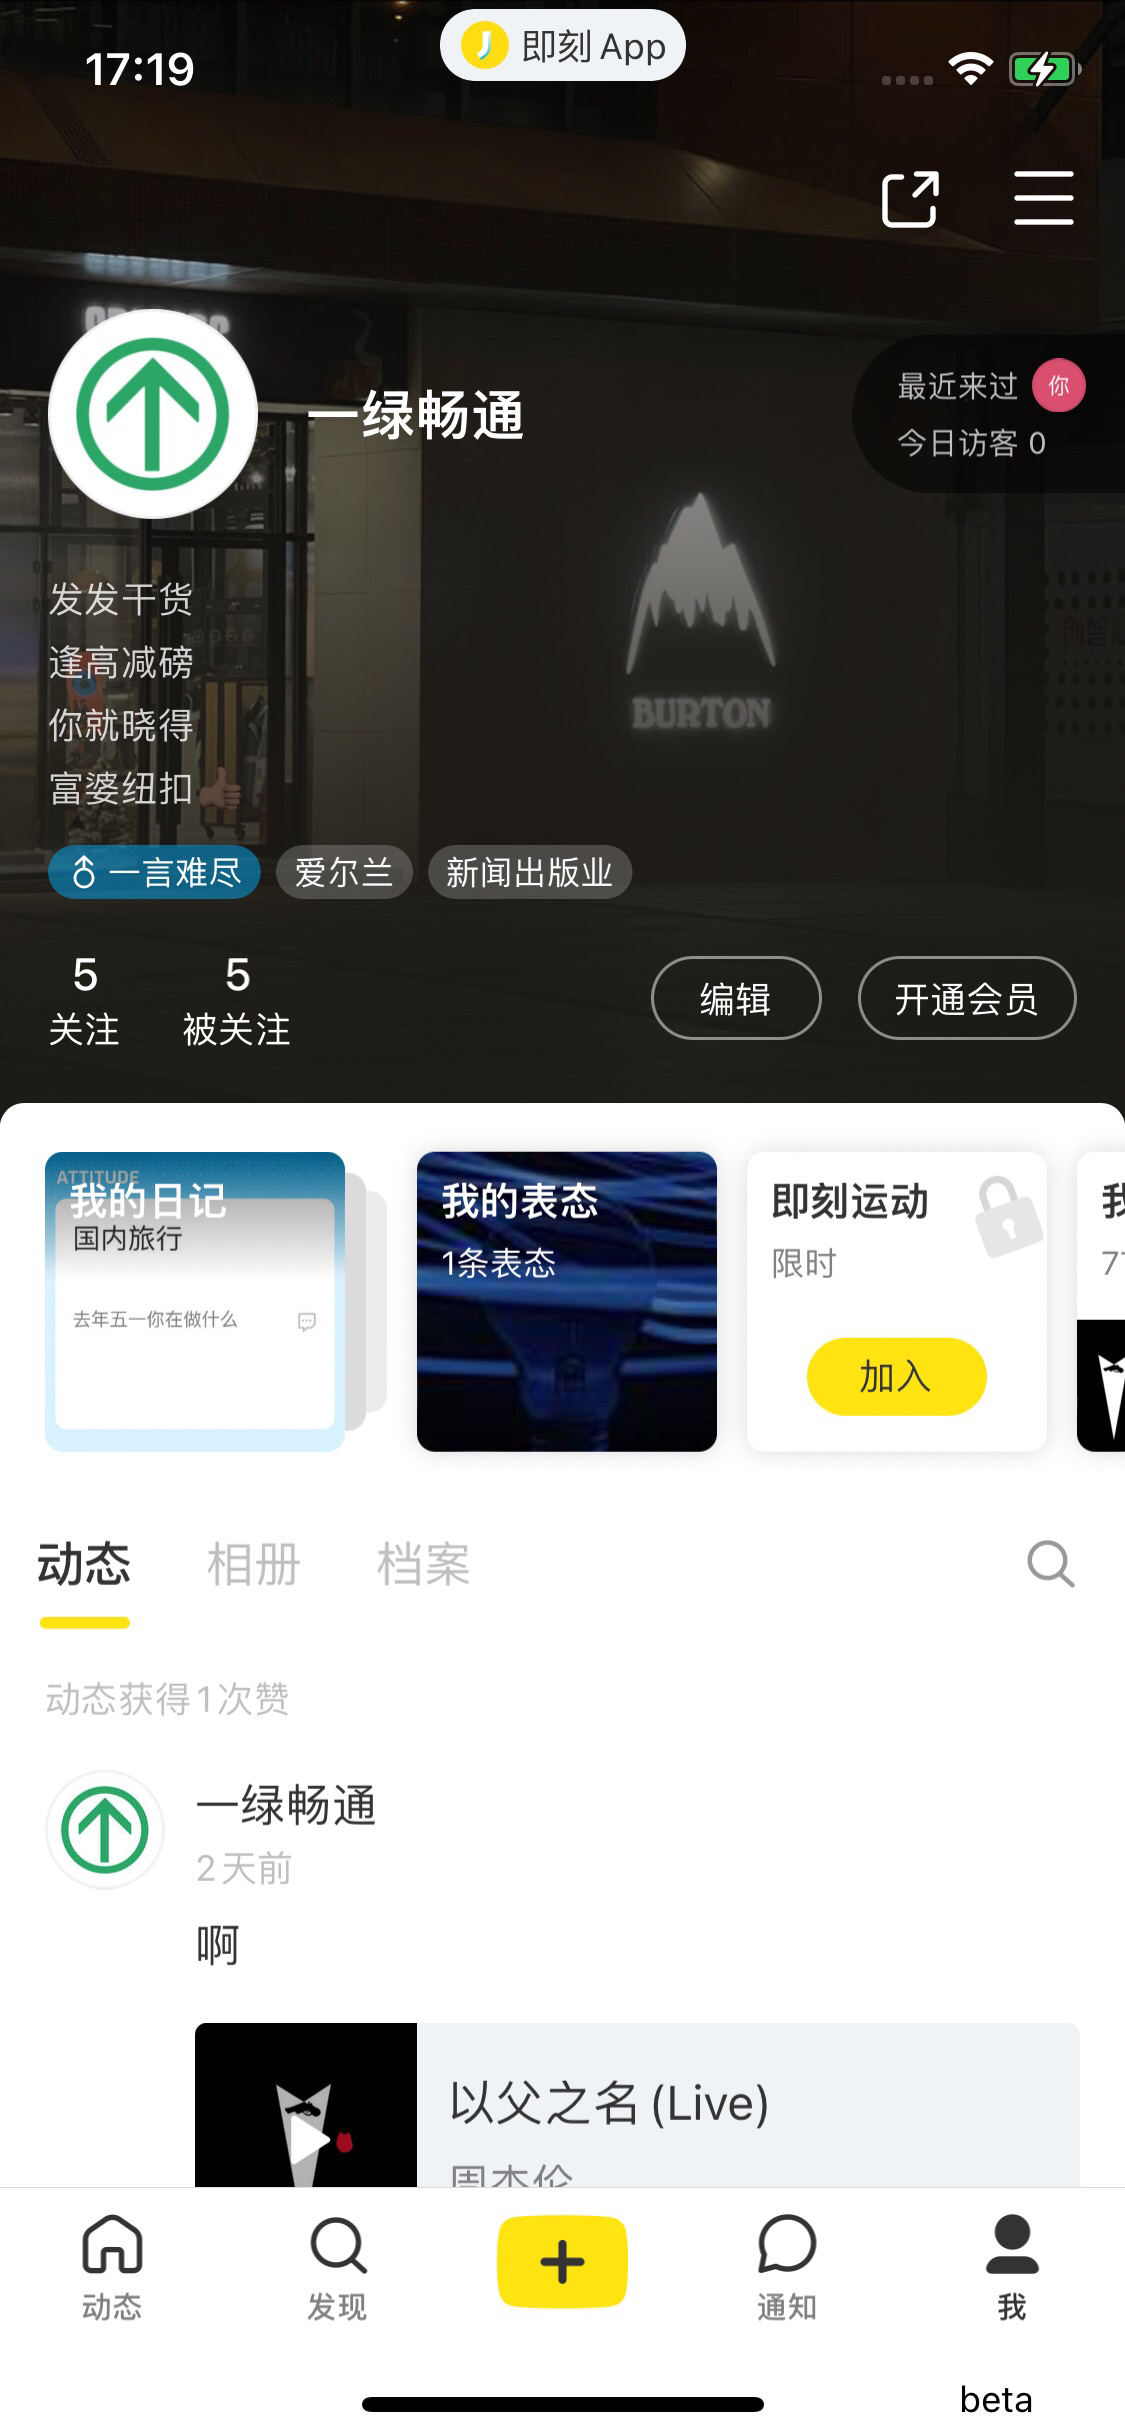 17:19
即刻 App
一绿畅通
最近来过 你
今日访客 0
发发干货
逢高减磅
你就晓得
富婆纽扣👍
BURTON
一言难尽 爱尔兰 新闻出版业
5 5
关注 被关注
编辑 开通会员
ATTITUDE
我的日记
国内旅行
去年五一你在做什么
我的表态
1条表态
即刻运动
限时
加入
动态 相册 档案
动态获得1次赞
一绿畅通
2天前
啊
以父之名 (Live)
周杰伦
动态 发现 通知 我
beta